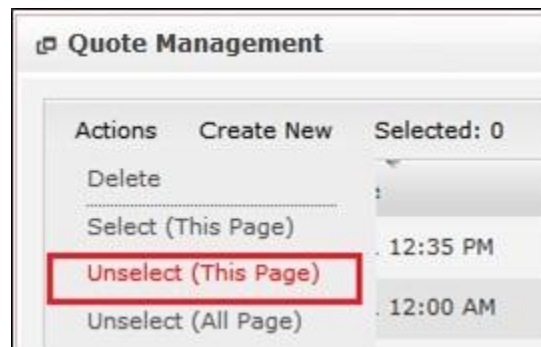 Quote Management
Actions Create New Selected: 0
Delete
Select (This Page)
Unselect (This Page)
12:35 PM
Unselect (All Page)
12:00 AM